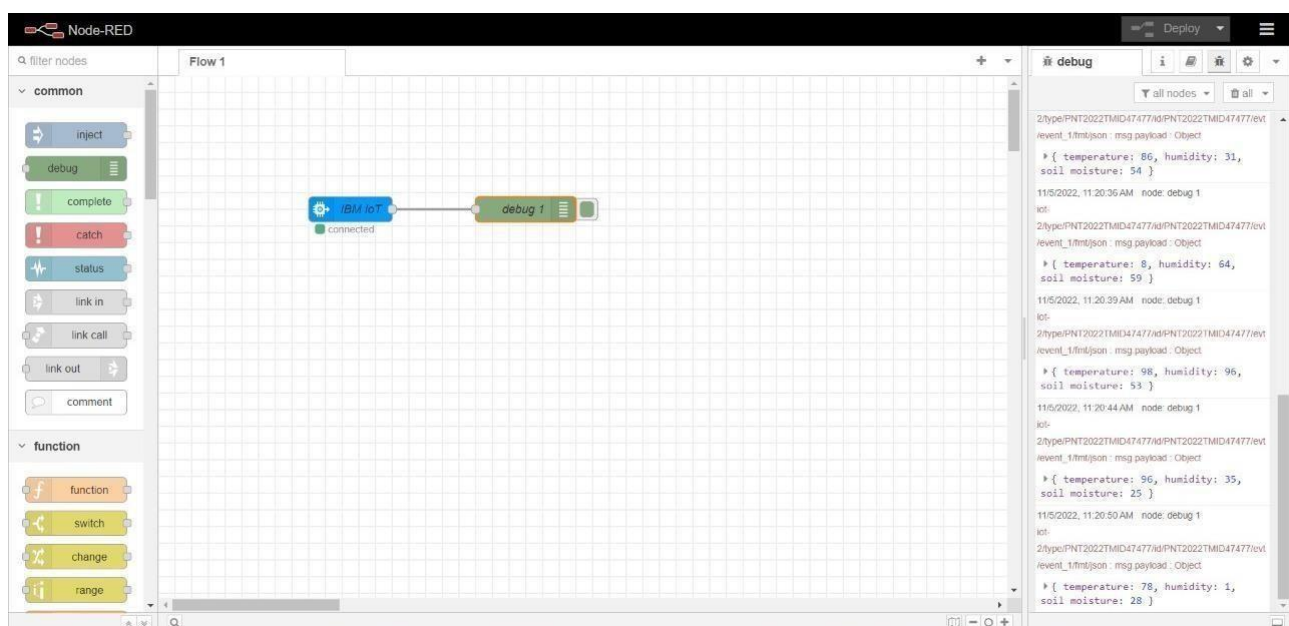 Node-RED
Deploy
filter nodes
Flow 1
debug
i
all nodes
all
common
inject
debug
complete
catch
status
link in
link call
link out
comment
function
function
switch
change
range
IBM IoT
connected
debug 1
2/type/PNT2022TMID47477/id/PNT2022TMID47477/evt
/event_1/fmt/json : msg.payload : Object
{ temperature: 86, humidity: 31,
soil moisture: 54 }
11/5/2022, 11:20:36 AM node: debug 1
iot-
2/type/PNT2022TMID47477/id/PNT2022TMID47477/evt
/event_1/fmt/json : msg.payload : Object
{ temperature: 8, humidity: 64,
soil moisture: 59 }
11/5/2022, 11:20:39 AM node: debug 1
iot-
2/type/PNT2022TMID47477/id/PNT2022TMID47477/evt
/event_1/fmt/json : msg.payload : Object
{ temperature: 98, humidity: 96,
soil moisture: 53 }
11/5/2022, 11:20:44 AM node: debug 1
iot-
2/type/PNT2022TMID47477/id/PNT2022TMID47477/evt
/event_1/fmt/json : msg.payload : Object
{ temperature: 96, humidity: 35,
soil moisture: 25 }
11/5/2022, 11:20:50 AM node: debug 1
iot-
2/type/PNT2022TMID47477/id/PNT2022TMID47477/evt
/event_1/fmt/json : msg.payload : Object
{ temperature: 78, humidity: 1,
soil moisture: 28 }